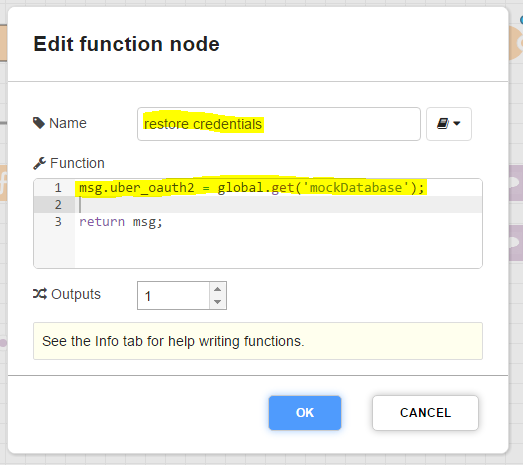 Edit function node
Name
restore credentials
Function
1 msg.uber_oauth2 = global.get('mockDatabase');
2
3 return msg;
Outputs
1
See the Info tab for help writing functions.
OK
CANCEL